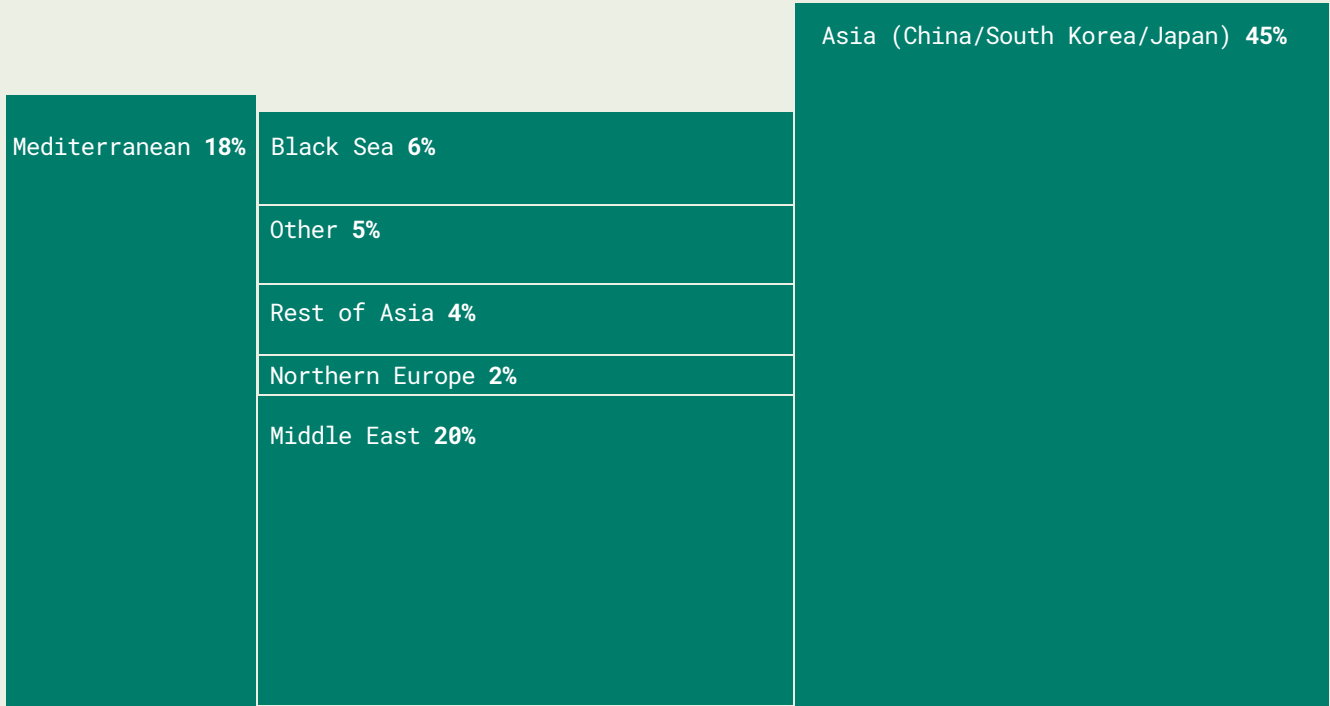 Asia (China/South Korea/Japan) 45%
Mediterranean 18%
Black Sea 6%
Other 5%
Rest of Asia 4%
Northern Europe 2%
Middle East 20%